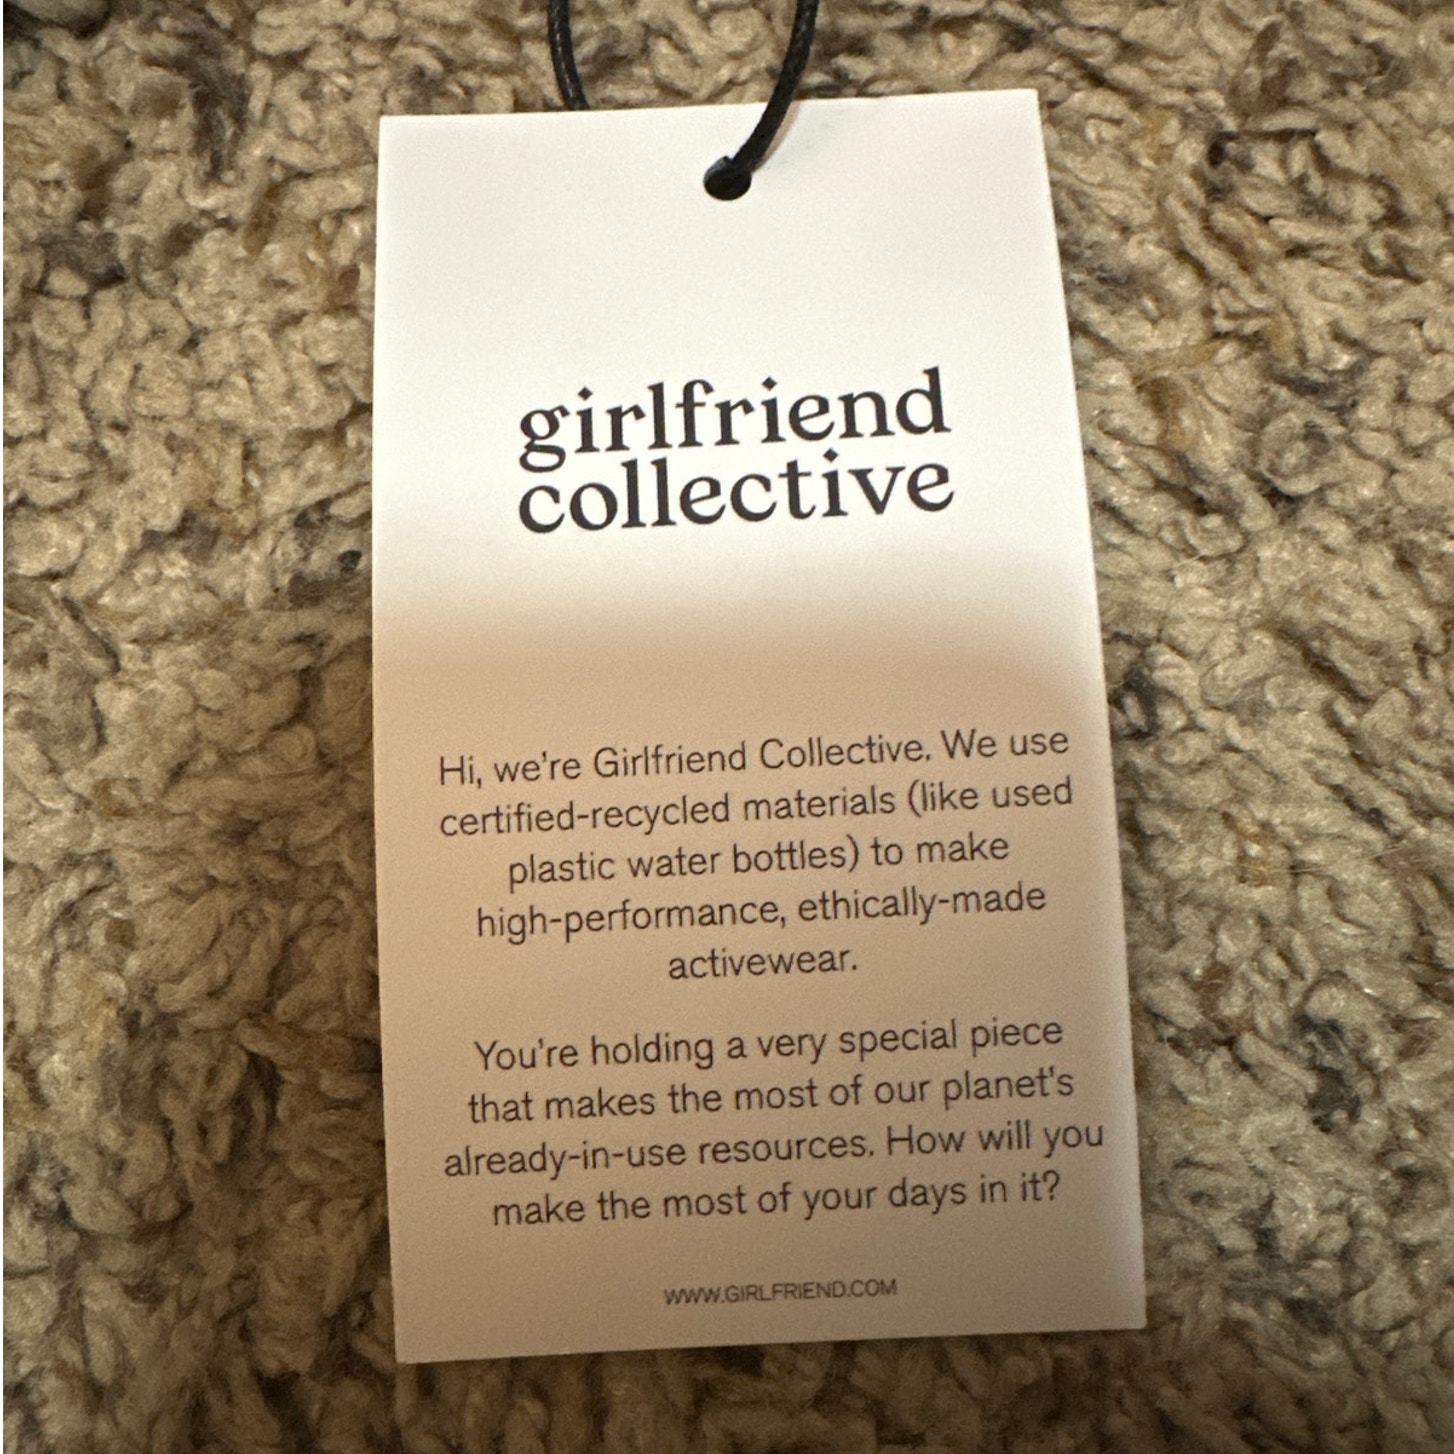 girlfriend
collective
Hi, we're Girlfriend Collective. We use
certified-recycled materials (like used
plastic water bottles) to make
high-performance, ethically-made
activewear.
You're holding a very special piece
that makes the most of our planet's
already-in-use resources. How will you
make the most of your days in it?
WWW.GIRLFRIEND.COM